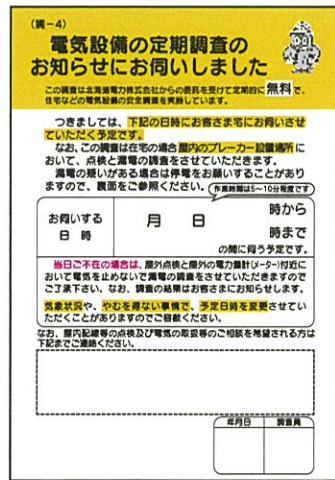 （調－4）
電気設備の定期調査の
お知らせにお伺いしました
この調査は北海道電力株式会社からの委託を受けて定期的に無料で、
住宅などの電気設備の安全調査を実施しています。
つきましては、下記の日時にお客さま宅にお伺いさせ
ていただく予定です。
なお、この調査は在宅の場合屋内のブレーカー設置場所に
おいて、点検と漏電の調査をさせていただきます。
漏電の疑いがある場合は停電をお願いすることがあり
ますので、裏面をご参照ください。（作業時間は5～10分程度です）
お伺いする
日時
月 日
時から
時まで
の間に伺う予定です。
当日ご不在の場合は、屋外点検と屋外の電力量計(メーター)付近に
おいて電気を止めないで漏電の調査をさせていただきますので
ご了承下さい。なお、調査の結果はお客さまにお知らせします。
気象状況や、やむを得ない事情で、予定日時を変更させてい
ただくことがありますのでご容赦ください。
なお、屋内配線等の点検及び電気の取扱等のご相談を希望される方は
下記までご連絡ください。
年月日 調査員